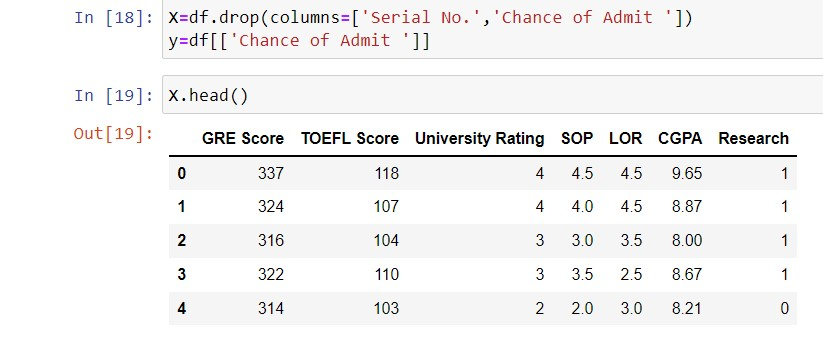 In [18]: X=df.drop(columns=['Serial No.','Chance of Admit '])
y=df[['Chance of Admit ']]
In [19]: X.head()
Out[19]:
GRE Score TOEFL Score University Rating SOP LOR CGPA Research
0 337 118 4 4.5 4.5 9.65 1
1 324 107 4 4.0 4.5 8.87 1
2 316 104 3 3.0 3.5 8.00 1
3 322 110 3 3.5 2.5 8.67 1
4 314 103 2 2.0 3.0 8.21 0